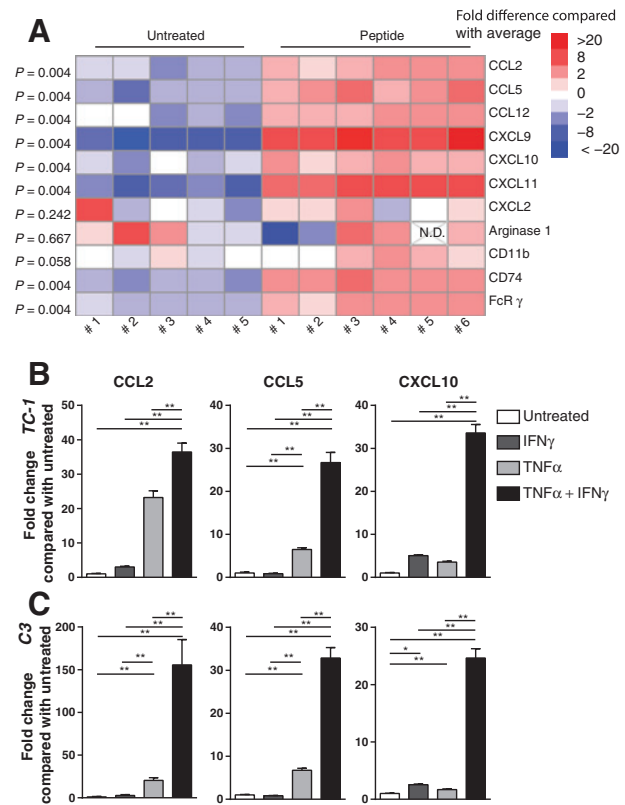 A
Untreated
Peptide
Fold difference compared
with average
>20
8
2
0
−2
−8
< −20
P = 0.004 CCL2
P = 0.004 CCL5
P = 0.004 CCL12
P = 0.004 CXCL9
P = 0.004 CXCL10
P = 0.004 CXCL11
P = 0.242 CXCL2
P = 0.667 N.D. Arginase 1
P = 0.058 CD11b
P = 0.004 CD74
P = 0.004 FcR γ
# 1 # 2 # 3 # 4 # 5 # 1 # 2 # 3 # 4 # 5 # 6
B
TC-1
Fold change
compared with untreated
CCL2
50
40
30
20
10
0
** ** **
CCL5
40
30
20
10
0
** ** ** ** **
CXCL10
40
30
20
10
0
** ** **
Untreated
IFNγ
TNFα
TNFα + IFNγ
C
C3
Fold change
compared with untreated
200
150
100
50
0
** ** ** ** **
40
30
20
10
0
** ** ** ** **
30
20
10
0
** ** ** * **